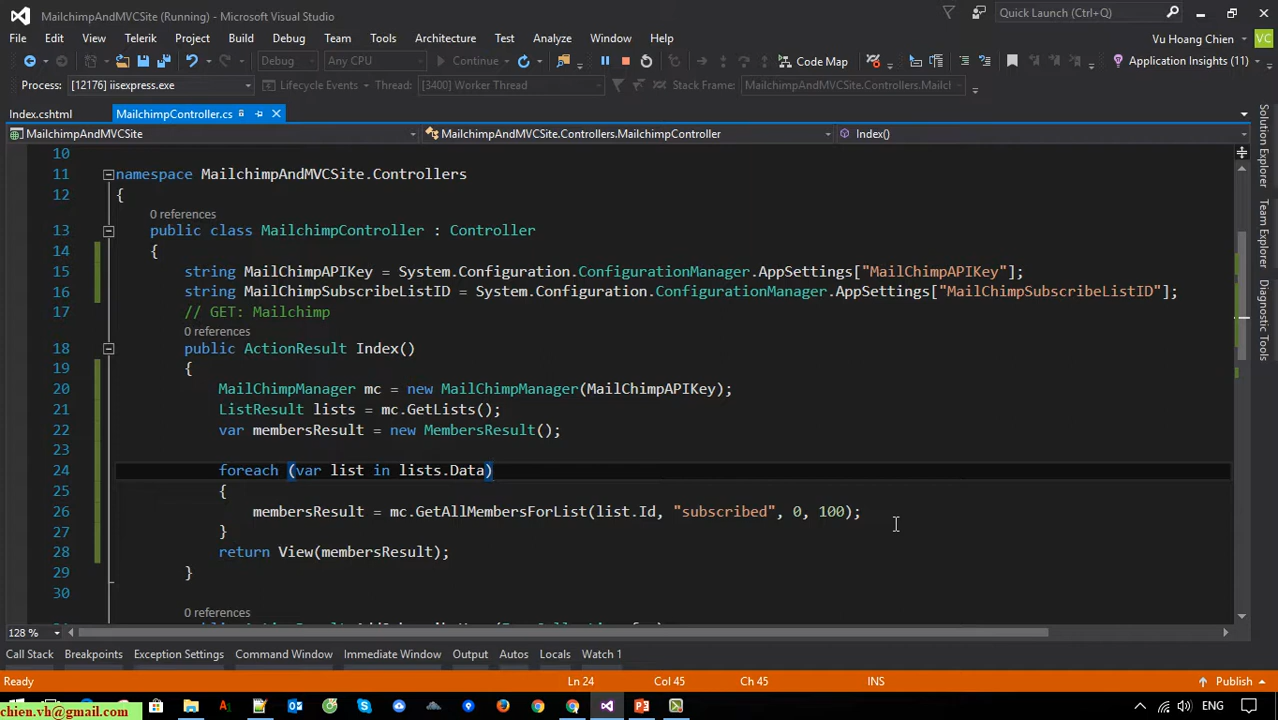 MailchimpAndMVCSite (Running) - Microsoft Visual Studio
Quick Launch (Ctrl+Q)
File Edit View Telerik Project Build Debug Team Tools Architecture Test Analyze Window Help
Vu Hoang Chien VC
Debug Any CPU Continue Code Map Application Insights (11)
Process: [12176] iisexpress.exe Lifecycle Events Thread: [3400] Worker Thread Stack Frame: MailchimpAndMVCSite.Controllers.Mailcl
Index.cshtml MailchimpController.cs
MailchimpAndMVCSite MailchimpAndMVCSite.Controllers.MailchimpController Index()
10
11 namespace MailchimpAndMVCSite.Controllers
12 {
0 references
13 public class MailchimpController : Controller
14 {
15 string MailChimpAPIKey = System.Configuration.ConfigurationManager.AppSettings["MailChimpAPIKey"];
16 string MailChimpSubscribeListID = System.Configuration.ConfigurationManager.AppSettings["MailChimpSubscribeListID"];
17 // GET: Mailchimp
0 references
18 public ActionResult Index()
19 {
20 MailChimpManager mc = new MailChimpManager(MailChimpAPIKey);
21 ListResult lists = mc.GetLists();
22 var membersResult = new MembersResult();
23
24 foreach (var list in lists.Data)
25 {
26 membersResult = mc.GetAllMembersForList(list.Id, "subscribed", 0, 100);
27 }
28 return View(membersResult);
29 }
30
0 references
Solution Explorer
Team Explorer
Diagnostic Tools
128 %
Call Stack Breakpoints Exception Settings Command Window Immediate Window Output Autos Locals Watch 1
Ready Ln 24 Col 45 Ch 45 INS Publish
chien.vh@gmail.com
ENG